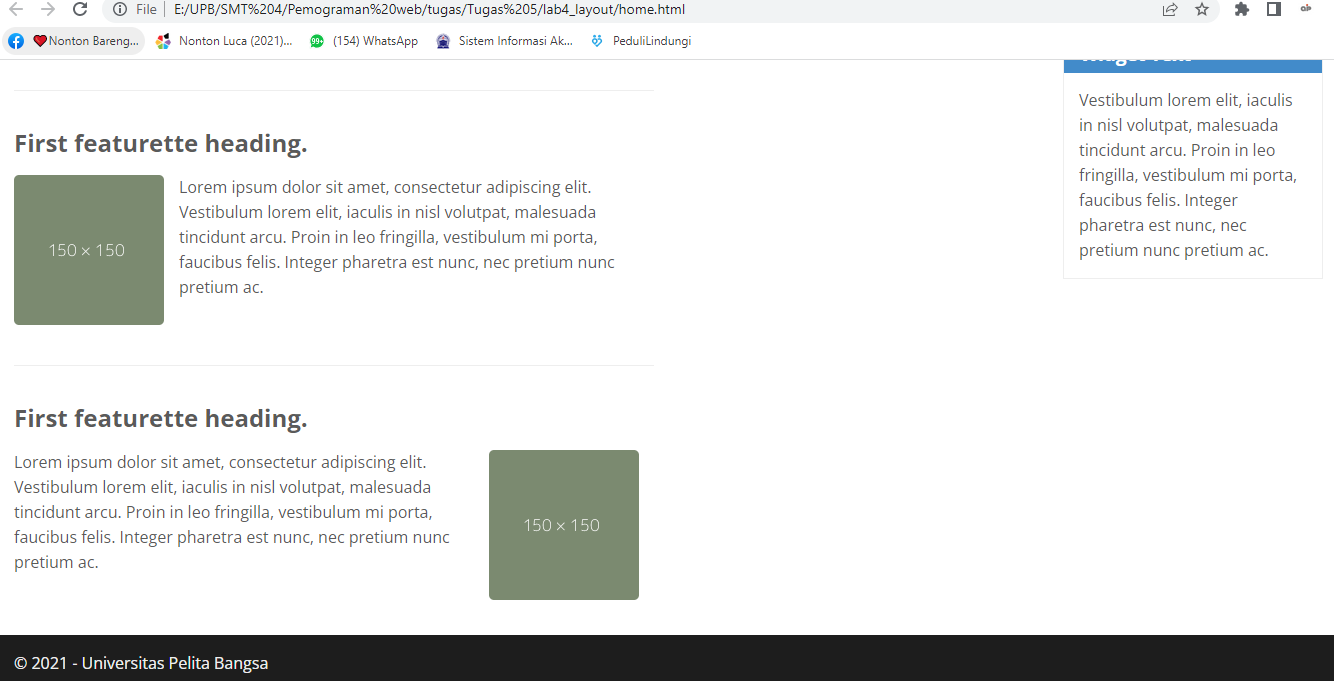 File E:/UPB/SMT%204/Pemograman%20web/tugas/Tugas%205/lab4_layout/home.html
Nonton Bareng... Nonton Luca (2021)... 99+ (154) WhatsApp Sistem Informasi Ak... PeduliLindungi
First featurette heading.
150 × 150
Lorem ipsum dolor sit amet, consectetur adipiscing elit.
Vestibulum lorem elit, iaculis in nisl volutpat, malesuada
tincidunt arcu. Proin in leo fringilla, vestibulum mi porta,
faucibus felis. Integer pharetra est nunc, nec pretium nunc
pretium ac.
First featurette heading.
Lorem ipsum dolor sit amet, consectetur adipiscing elit.
Vestibulum lorem elit, iaculis in nisl volutpat, malesuada
tincidunt arcu. Proin in leo fringilla, vestibulum mi porta,
faucibus felis. Integer pharetra est nunc, nec pretium nunc
pretium ac.
150 × 150
Vestibulum lorem elit, iaculis
in nisl volutpat, malesuada
tincidunt arcu. Proin in leo
fringilla, vestibulum mi porta,
faucibus felis. Integer
pharetra est nunc, nec
pretium nunc pretium ac.
© 2021 - Universitas Pelita Bangsa